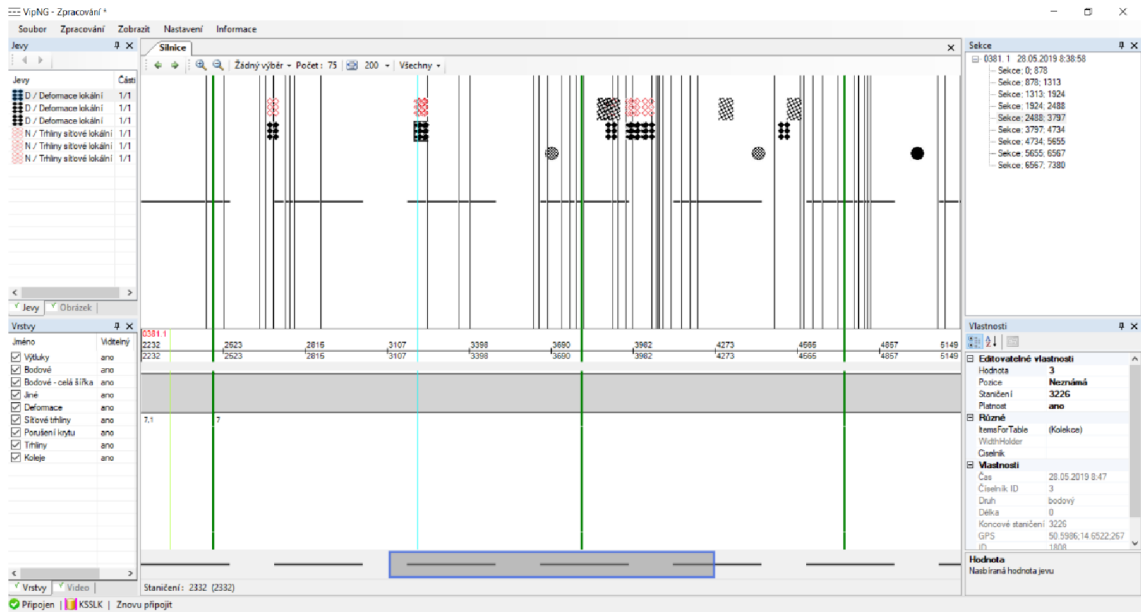 VipNG - Zpracování *
Soubor Zpracování Zobrazit Nastavení Informace
Jevy
Jevy Části
D / Deformace lokální 1/1
D / Deformace lokální 1/1
D / Deformace lokální 1/1
N / Trhliny síťové lokální 1/1
N / Trhliny síťové lokální 1/1
N / Trhliny síťové lokální 1/1
Jevy Obrázek
Vrstvy
Jméno Viditelný
Výtluky ano
Bodové ano
Bodové - celá šířka ano
Jiné ano
Deformace ano
Síťové trhliny ano
Porušení krytu ano
Trhliny ano
Koleje ano
Vrstvy Video
Připojen | KSSLK | Znovu připojit
Silnice
Žádný výběr Počet: 75 200 Všechny
0381.1
2232 2523 2815 3107 3398 3690 3982 4273 4565 4857 5149
2232 2523 2815 3107 3398 3690 3982 4273 4565 4857 5149
7,1 7
Staničení: 2332 (2332)
Sekce
0381.1 28.05.2019 8:38:58
Sekce; 0; 878
Sekce; 878; 1313
Sekce; 1313; 1924
Sekce; 1924; 2488
Sekce; 2488; 3797
Sekce; 3797; 4734
Sekce; 4734; 5655
Sekce; 5655; 6567
Sekce; 6567; 7380
Vlastnosti
Editovatelné vlastnosti
Hodnota 3
Pozice Neznámá
Staničení 3226
Platnost ano
Různé
ItemsForTable (Kolekce)
WidthHolder
Ciselnik
Vlastnosti
Čas 28.05.2019 8:47
Číselník ID 3
Druh bodový
Délka 0
Koncové staničení 3226
GPS 50.5986;14.6522;267
ID 1808
Hodnota
Nasbíraná hodnota jevu